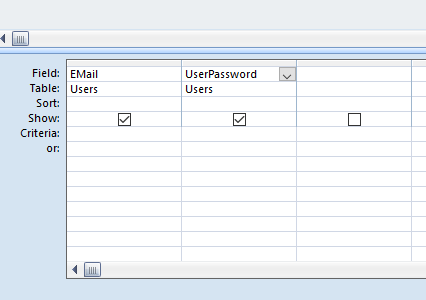 Field: EMail UserPassword
Table: Users Users
Sort:
Show:
Criteria:
or: